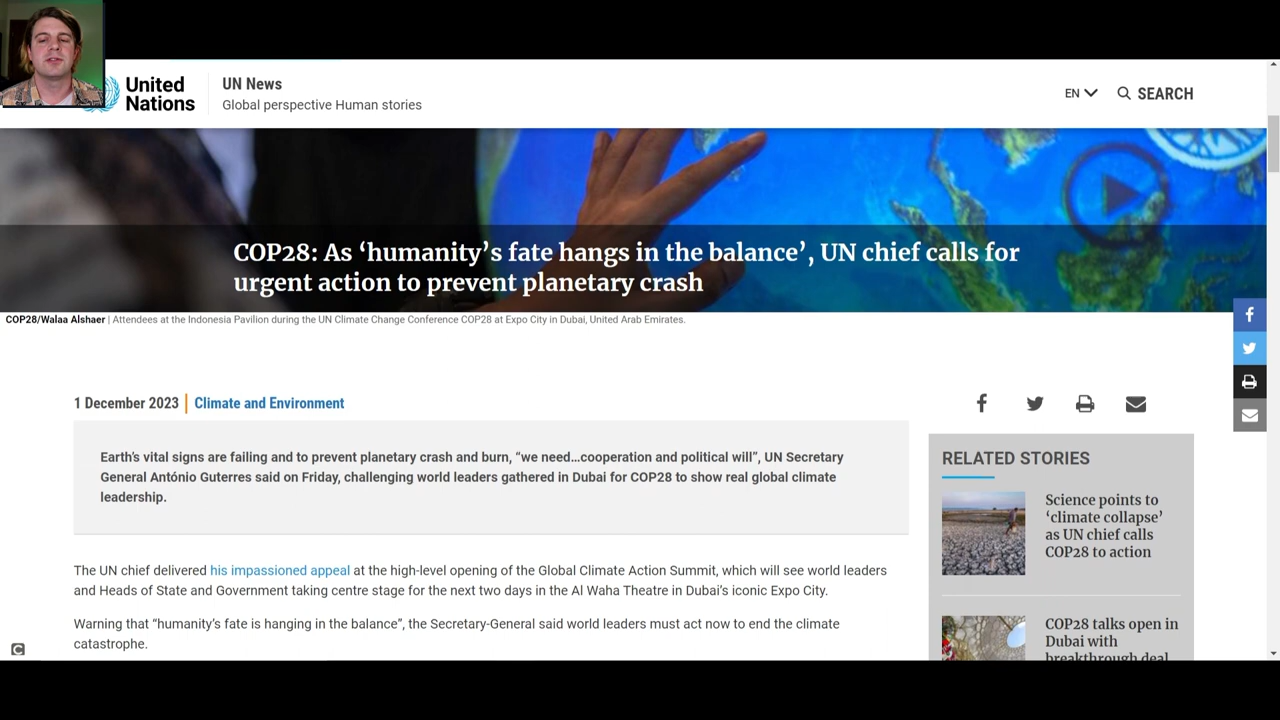 United
Nations
UN News
Global perspective Human stories
EN
SEARCH
COP28: As ‘humanity’s fate hangs in the balance’, UN chief calls for
urgent action to prevent planetary crash
COP28/Walaa Alshaer | Attendees at the Indonesia Pavilion during the UN Climate Change Conference COP28 at Expo City in Dubai, United Arab Emirates.
1 December 2023
Climate and Environment
Earth’s vital signs are failing and to prevent planetary crash and burn, “we need…cooperation and political will”, UN Secretary
General António Guterres said on Friday, challenging world leaders gathered in Dubai for COP28 to show real global climate
leadership.
The UN chief delivered his impassioned appeal at the high-level opening of the Global Climate Action Summit, which will see world leaders
and Heads of State and Government taking centre stage for the next two days in the Al Waha Theatre in Dubai’s iconic Expo City.
Warning that “humanity’s fate is hanging in the balance”, the Secretary-General said world leaders must act now to end the climate
catastrophe.
RELATED STORIES
Science points to
‘climate collapse’
as UN chief calls
COP28 to action
COP28 talks open in
Dubai with
breakthrough deal